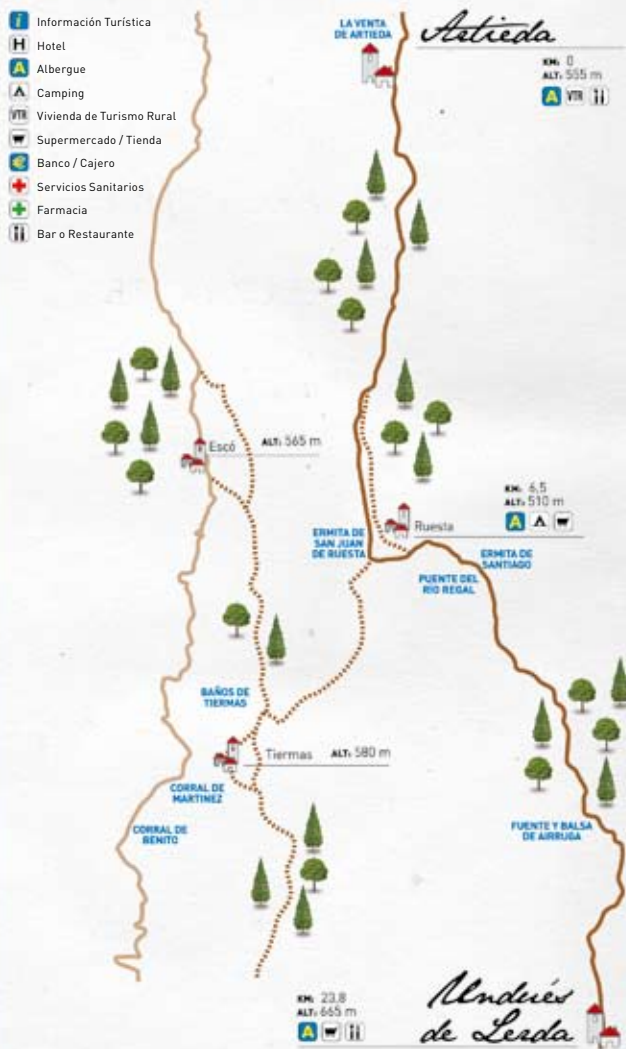 i Información Turística
H Hotel
A Albergue
Camping
VTR Vivienda de Turismo Rural
Supermercado / Tienda
€ Banco / Cajero
Servicios Sanitarios
Farmacia
Bar o Restaurante
LA VENTA
DE ARTIEDA
Artieda
KM: 0
ALT: 555 m
A VTR
Escó
ALT: 565 m
KM: 6,5
ALT: 510 m
A
Ruesta
ERMITA DE
SAN JUAN
DE RUESTA
ERMITA DE
SANTIAGO
PUENTE DEL
RÍO REGAL
BAÑOS DE
TIERMAS
Tiermas
ALT: 580 m
CORRAL DE
MARTINEZ
CORRAL DE
BENITO
FUENTE Y BALSA
DE AIRRUGA
KM: 23,8
ALT: 665 m
A
Undués
de Lerda